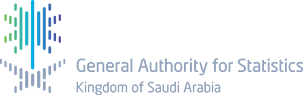 General Authority for Statistics
Kingdom of Saudi Arabia